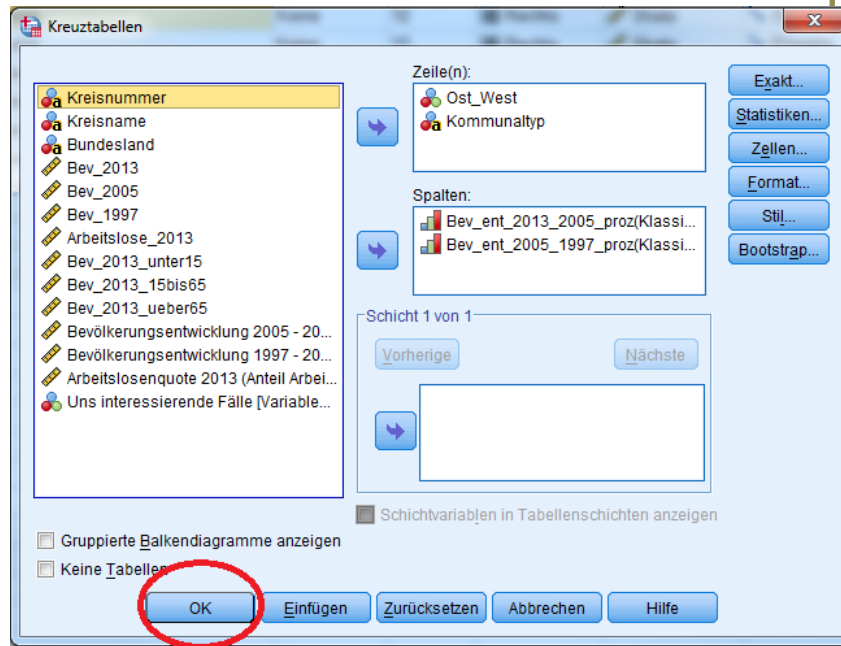 Kreuztabellen
Kreisnummer
Kreisname
Bundesland
Bev_2013
Bev_2005
Bev_1997
Arbeitslose_2013
Bev_2013_unter15
Bev_2013_15bis65
Bev_2013_ueber65
Bevölkerungsentwicklung 2005 - 20...
Bevölkerungsentwicklung 1997 - 20...
Arbeitslosenquote 2013 (Anteil Arbei...
Uns interessierende Fälle [Variable...
Zeile(n):
Ost_West
Kommunaltyp
Spalten:
Bev_ent_2013_2005_proz(Klassi...
Bev_ent_2005_1997_proz(Klassi...
Schicht 1 von 1
Vorherige
Nächste
Schichtvariablen in Tabellenschichten anzeigen
Exakt...
Statistiken...
Zellen...
Format...
Stil...
Bootstrap...
Gruppierte Balkendiagramme anzeigen
Keine Tabellen
OK
Einfügen
Zurücksetzen
Abbrechen
Hilfe